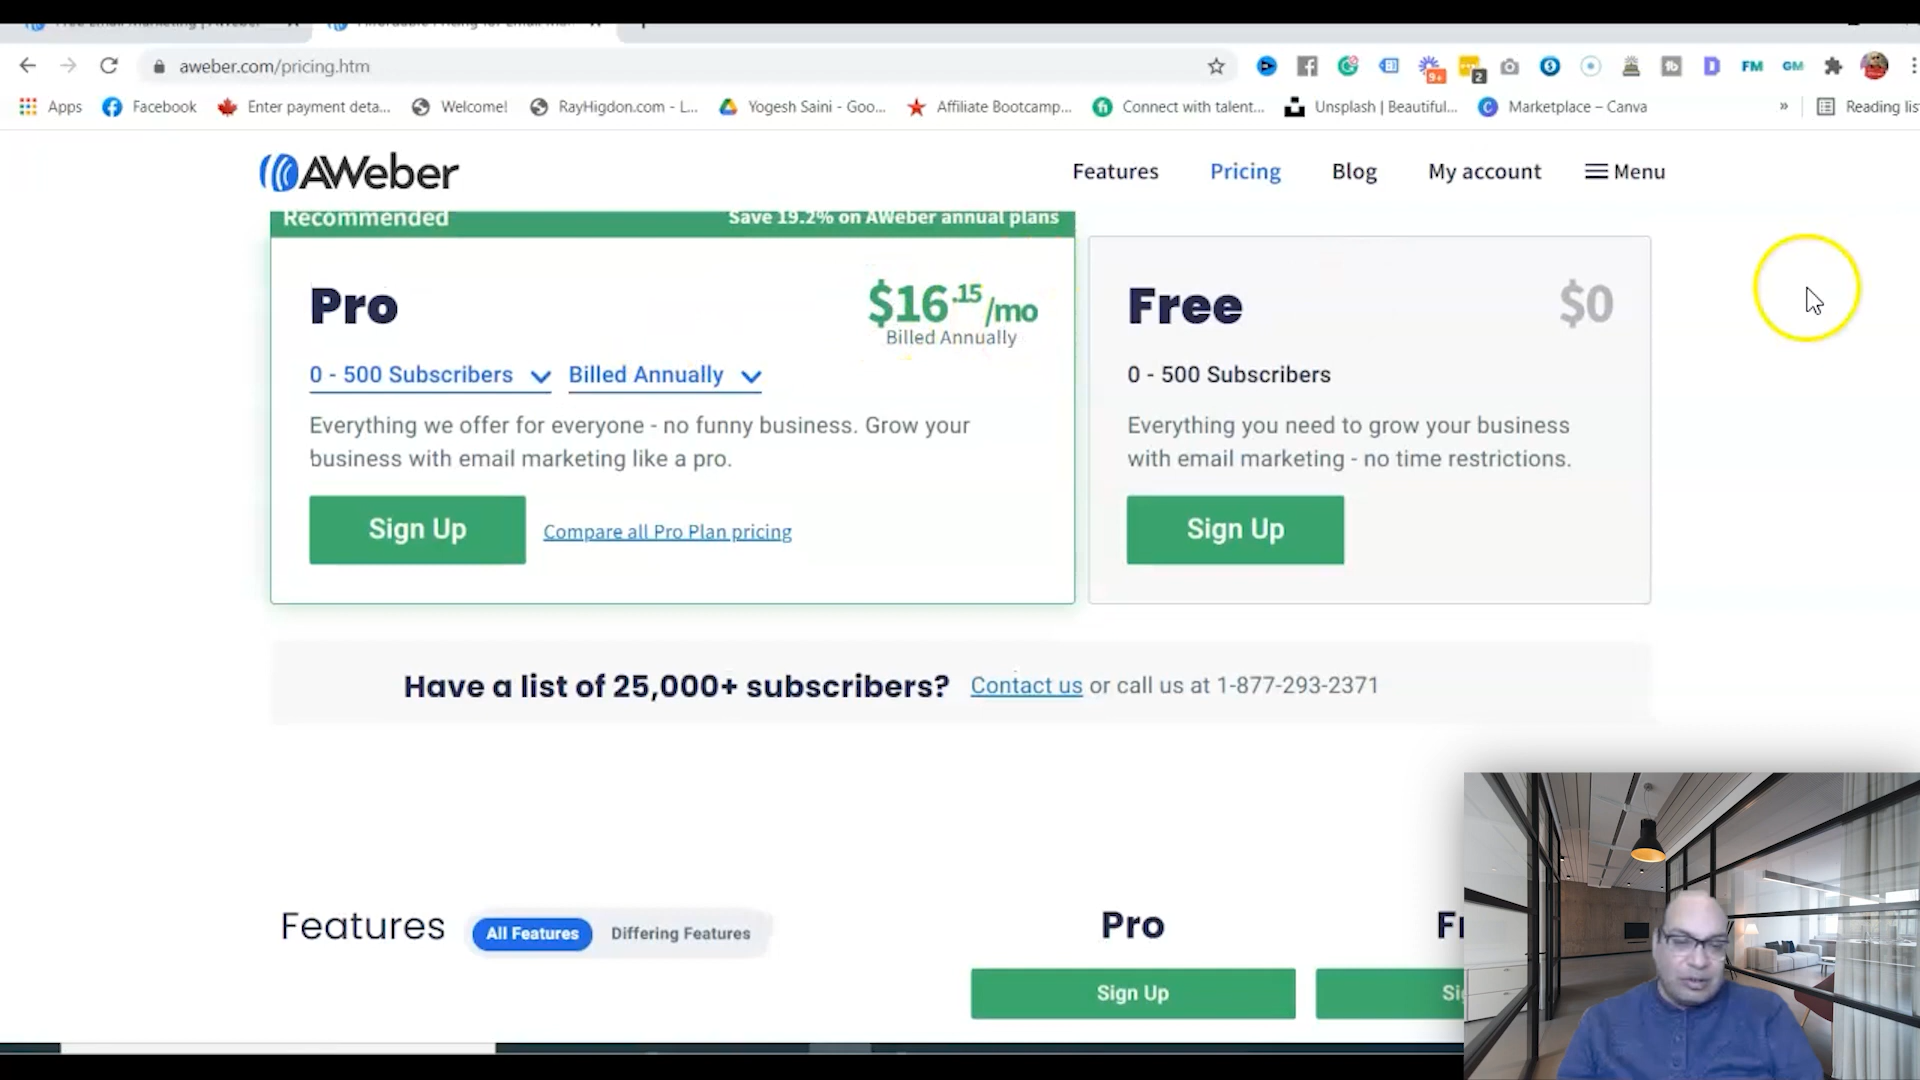 aweber.com/pricing.htm
9+
2
FM
GM
Apps
Facebook
Enter payment deta...
Welcome!
RayHigdon.com - L...
Yogesh Saini - Goo...
Affiliate Bootcamp...
Connect with talent...
Unsplash | Beautiful...
Marketplace – Canva
»
Reading lis
AWeber
Features
Pricing
Blog
My account
Menu
Recommended
Save 19.2% on AWeber annual plans
Pro
$16.15/mo
Billed Annually
0 - 500 Subscribers
Billed Annually
Everything we offer for everyone - no funny business. Grow your
business with email marketing like a pro.
Sign Up
Compare all Pro Plan pricing
Free
$0
0 - 500 Subscribers
Everything you need to grow your business
with email marketing - no time restrictions.
Sign Up
Have a list of 25,000+ subscribers? Contact us or call us at 1-877-293-2371
Features
All Features
Differing Features
Pro
Sign Up